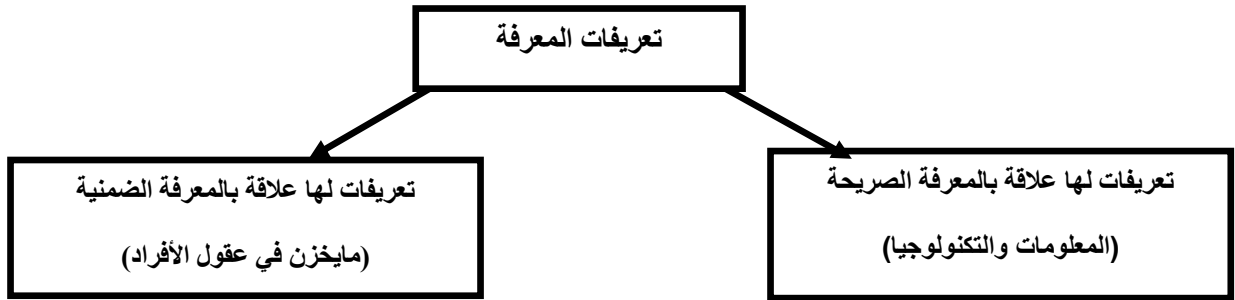 تعريفات المعرفة
تعريفات لها علاقة بالمعرفة الصريحة
(المعلومات والتكنولوجيا)
تعريفات لها علاقة بالمعرفة الضمنية
(مايخزن في عقول الأفراد)